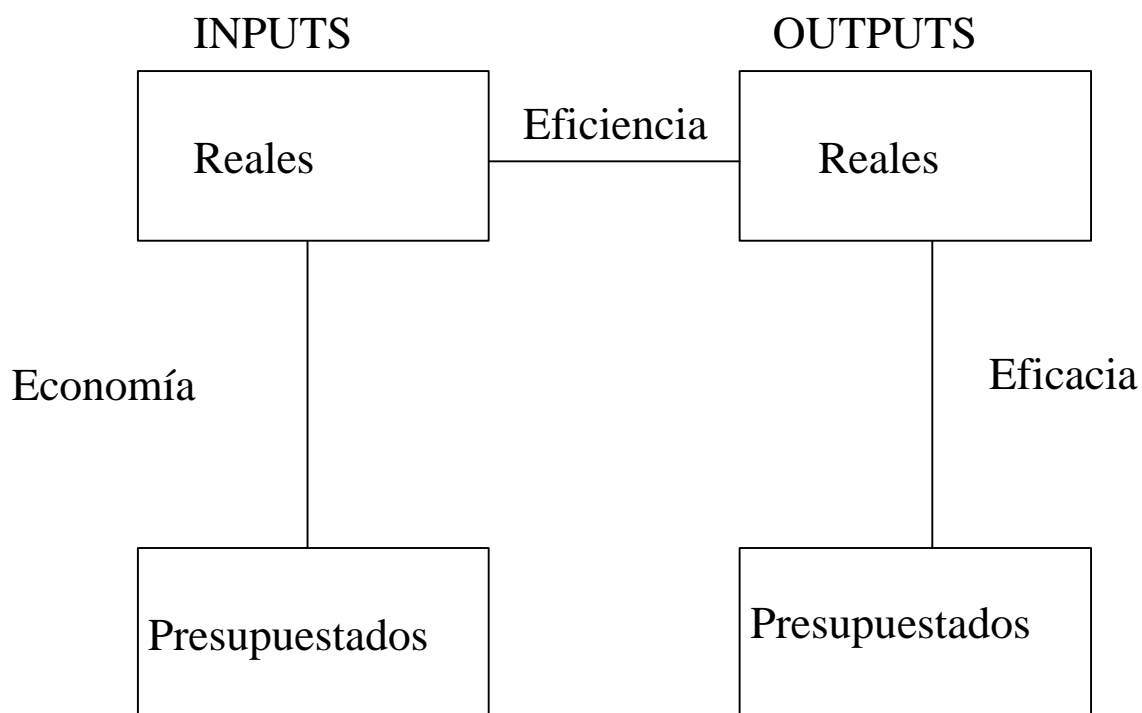 INPUTS
OUTPUTS
Eficiencia
Reales
Reales
Economía
Eficacia
Presupuestados
Presupuestados